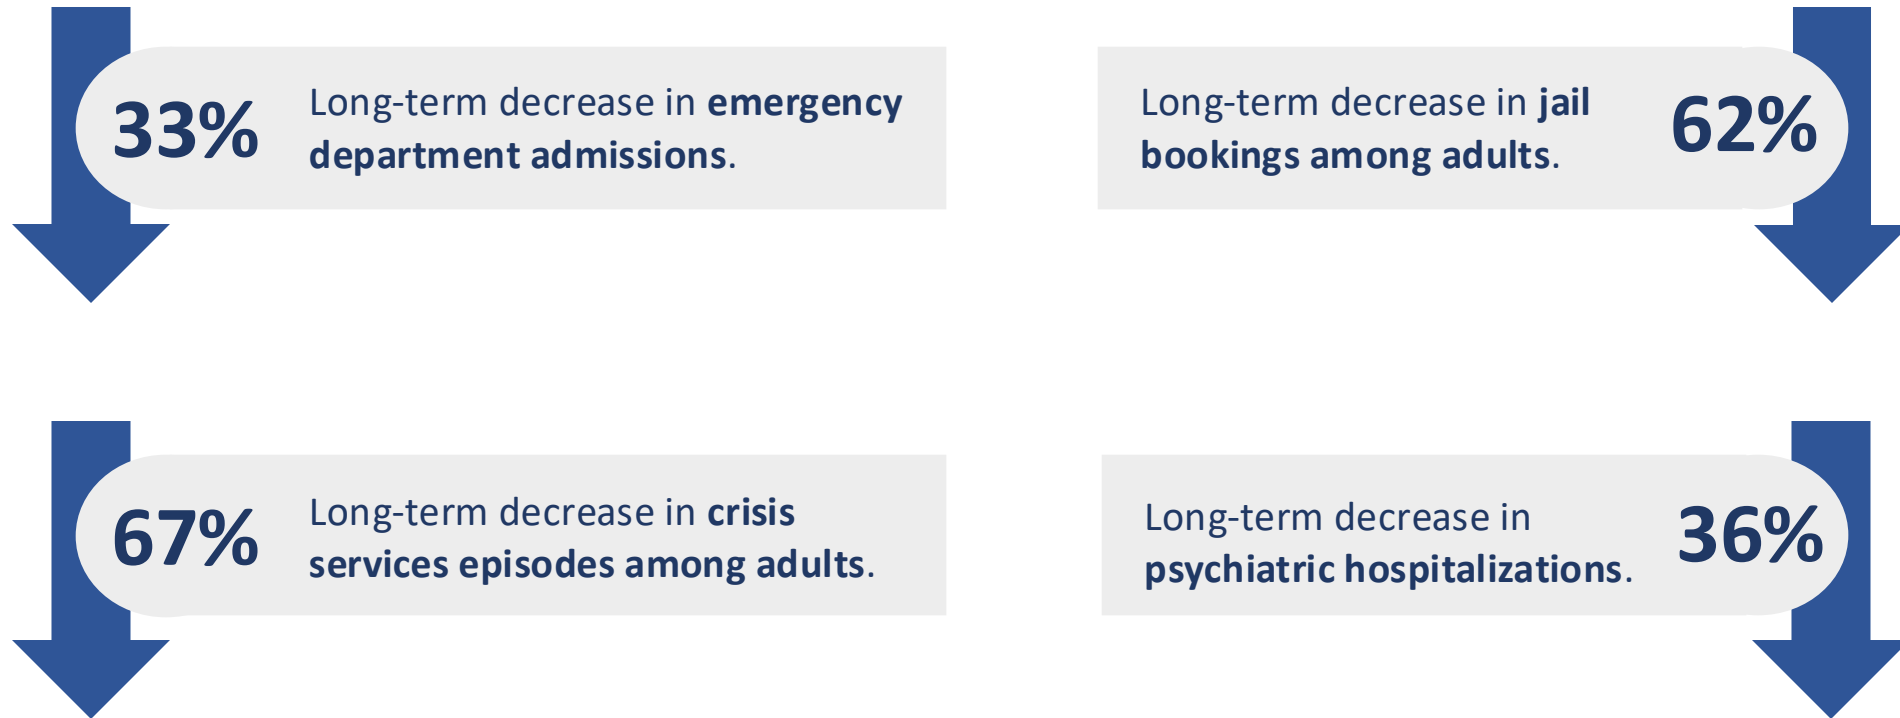 33%
Long-term decrease in emergency
department admissions.
Long-term decrease in jail
bookings among adults.
62%
67%
Long-term decrease in crisis
services episodes among adults.
Long-term decrease in
psychiatric hospitalizations.
36%